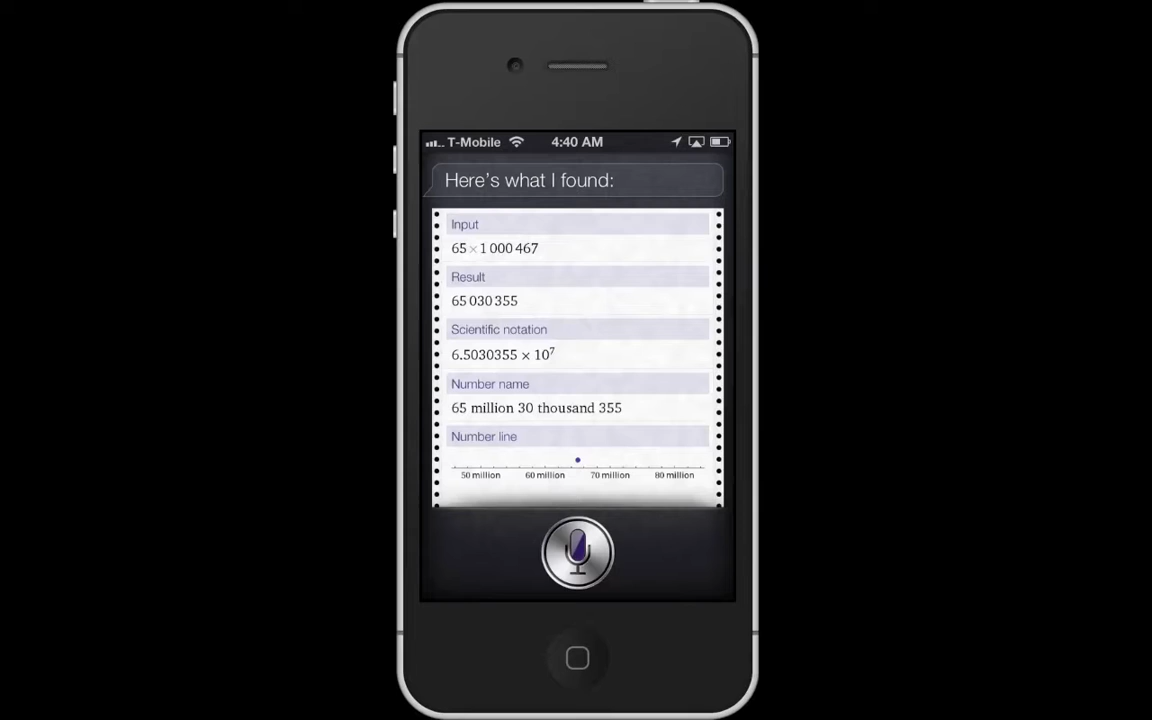 T-Mobile 4:40 AM
Here's what I found:
Input
65×1 000 467
Result
65 030 355
Scientific notation
6.5030355 × 10⁷
Number name
65 million 30 thousand 355
Number line
50 million 60 million 70 million 80 million